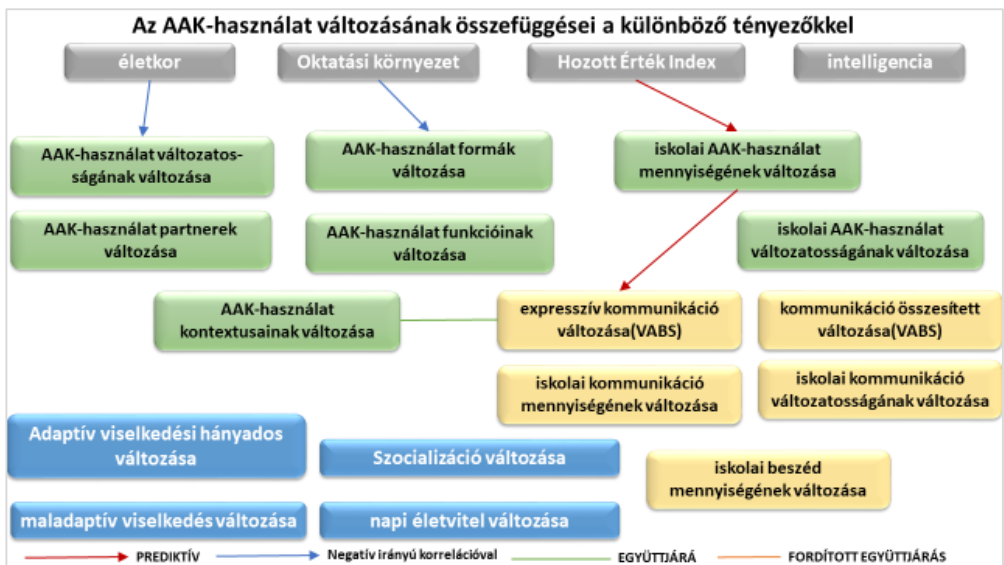 Az AAK-használat változásának összefüggései a különböző tényezőkkel
életkor
Oktatási környezet
Hozott Érték Index
intelligencia
AAK-használat változatos-
ságának változása
AAK-használat formák
változása
iskolai AAK-használat
mennyiségének változása
AAK-használat partnerek
változása
AAK-használat funkcióinak
változása
iskolai AAK-használat
változatosságának változása
AAK-használat
kontextusainak változása
expresszív kommunikáció
változása(VABS)
kommunikáció összesített
változása(VABS)
iskolai kommunikáció
mennyiségének változása
iskolai kommunikáció
változatosságának változása
Adaptív viselkedési hányados
változása
Szocializáció változása
iskolai beszéd
mennyiségének változása
maladaptív viselkedés változása
napi életvitel változása
PREDIKTÍV
Negatív irányú korrelációval
EGYÜTTJÁRÁ
FORDÍTOTT EGYÜTTJÁRÁS